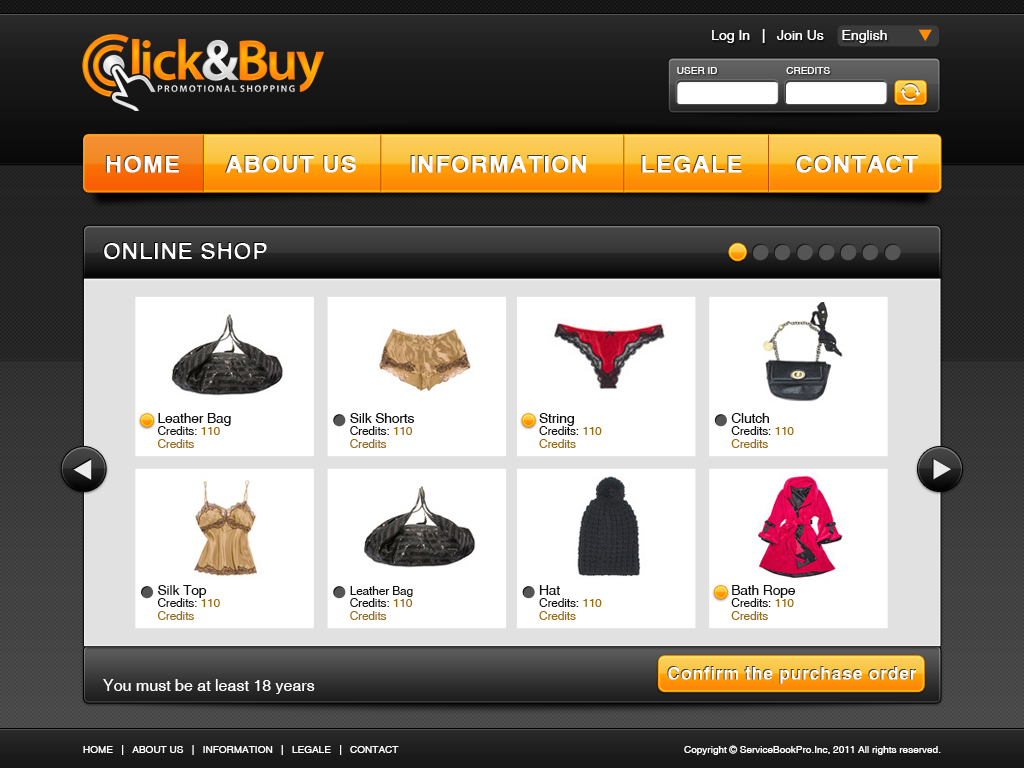 Log In | Join Us English
Click&Buy
PROMOTIONAL SHOPPING
USER ID CREDITS
HOME ABOUT US INFORMATION LEGALE CONTACT
ONLINE SHOP
Leather Bag
Credits: 110
Credits
Silk Shorts
Credits: 110
Credits
String
Credits: 110
Credits
Clutch
Credits: 110
Credits
Silk Top
Credits: 110
Credits
Leather Bag
Credits: 110
Credits
Hat
Credits: 110
Credits
Bath Rope
Credits: 110
Credits
You must be at least 18 years
Confirm the purchase order
HOME | ABOUT US | INFORMATION | LEGALE | CONTACT
Copyright © ServiceBookPro.Inc, 2011 All rights reserved.